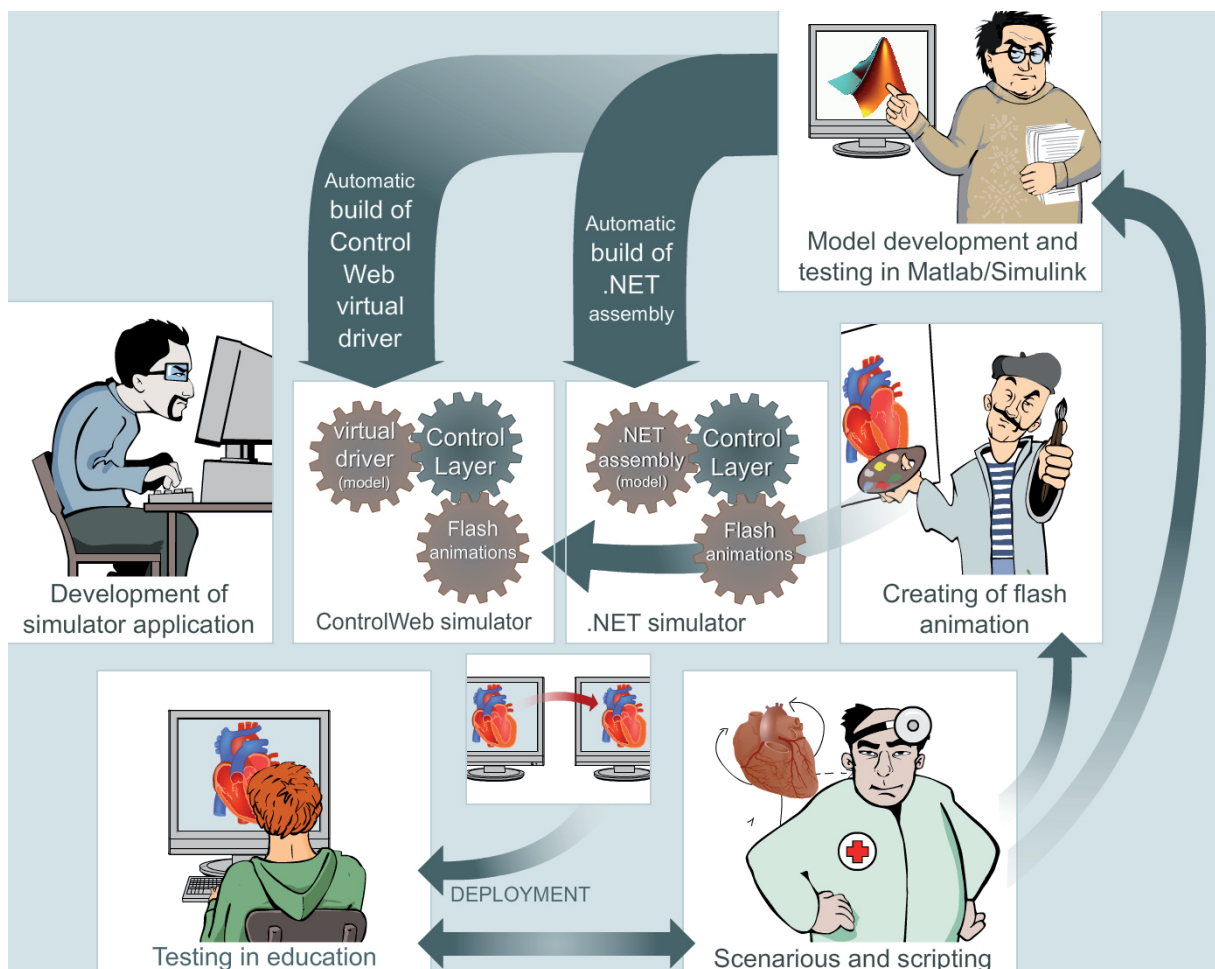 Automatic
build of
Control
Web
virtual
driver
Automatic
build of
.NET
assembly
Model development and
testing in Matlab/Simulink
Development of
simulator application
virtual
driver
(model)
Control
Layer
Flash
animations
ControlWeb simulator
.NET
assembly
(model)
Control
Layer
Flash
animations
.NET simulator
Creating of flash
animation
DEPLOYMENT
Testing in education
Scenarious and scripting